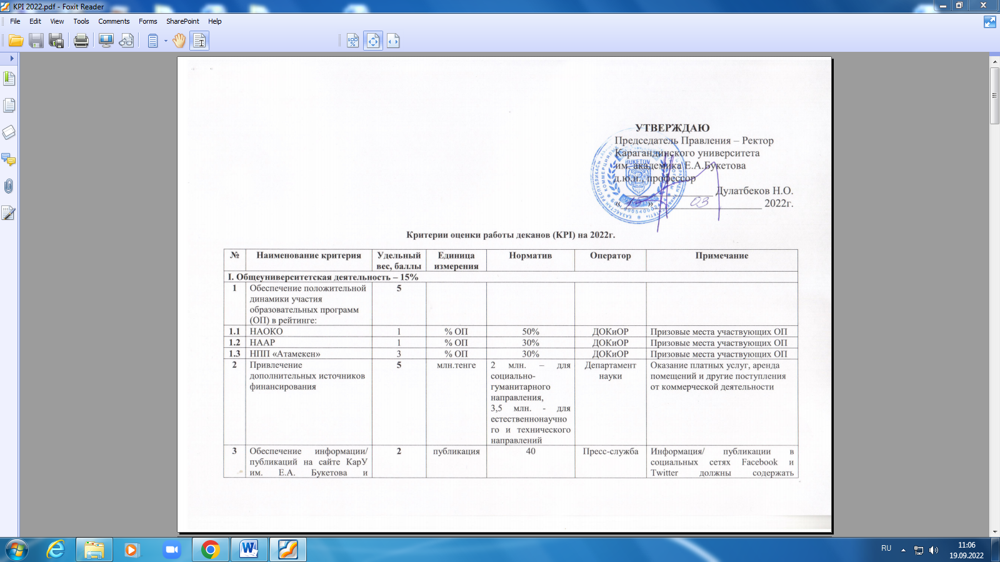 KPI 2022.pdf - Foxit Reader
File Edit View Tools Comments Forms SharePoint Help
УТВЕРЖДАЮ
Председатель Правления – Ректор
Карагандинского университета
им. академика Е.А.Букетова
д.ю.н., профессор
Дулатбеков Н.О.
« » 03 2022г.
BUKETOV
Критерии оценки работы деканов (KPI) на 2022г.
№ Наименование критерия Удельный вес, баллы Единица измерения Норматив Оператор Примечание
I. Общеуниверситетская деятельность – 15%
1 Обеспечение положительной 5
динамики участия
образовательных программ
(ОП) в рейтинге:
1.1 НАОКО 1 % ОП 50% ДОКиОР Призовые места участвующих ОП
1.2 НААР 1 % ОП 30% ДОКиОР Призовые места участвующих ОП
1.3 НПП «Атамекен» 3 % ОП 30% ДОКиОР Призовые места участвующих ОП
2 Привлечение 5 млн.тенге 2 млн. – для Департамент Оказание платных услуг, аренда
дополнительных источников социально- науки помещений и другие поступления
финансирования гуманитарного от коммерческой деятельности
направления,
3,5 млн. - для
естественнонаучно
го и технического
направлений
3 Обеспечение информации/ 2 публикация 40 Пресс-служба Информация/ публикации в
публикаций на сайте КарУ социальных сетях Facebook и
им. Е.А. Букетова и Twitter должны содержать
RU 11:06
19.09.2022